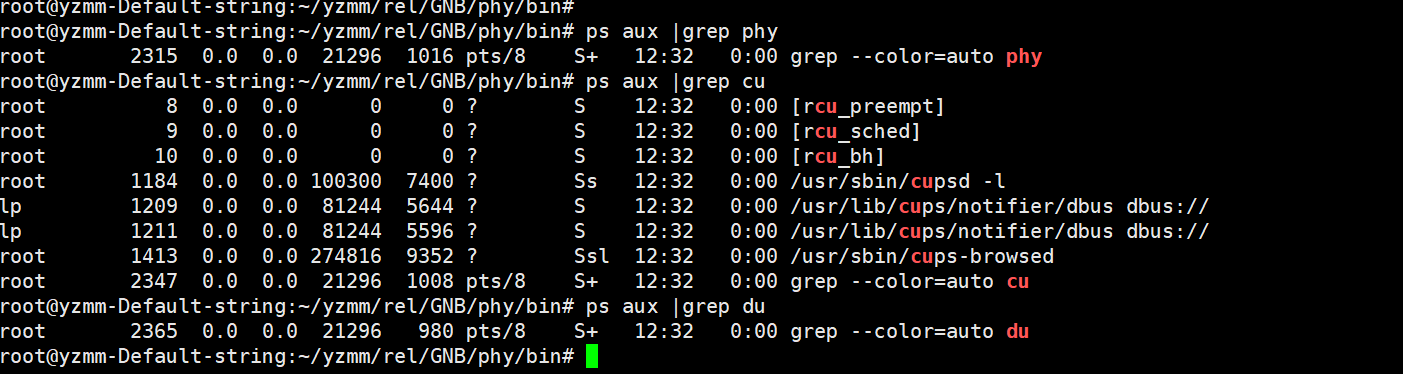 root@yzmm-Default-string:~/yzmm/rel/GNB/phy/bin#
root@yzmm-Default-string:~/yzmm/rel/GNB/phy/bin# ps aux |grep phy
root 2315 0.0 0.0 21296 1016 pts/8 S+ 12:32 0:00 grep --color=auto phy
root@yzmm-Default-string:~/yzmm/rel/GNB/phy/bin# ps aux |grep cu
root 8 0.0 0.0 0 0 ? S 12:32 0:00 [rcu_preempt]
root 9 0.0 0.0 0 0 ? S 12:32 0:00 [rcu_sched]
root 10 0.0 0.0 0 0 ? S 12:32 0:00 [rcu_bh]
root 1184 0.0 0.0 100300 7400 ? Ss 12:32 0:00 /usr/sbin/cupsd -l
lp 1209 0.0 0.0 81244 5644 ? S 12:32 0:00 /usr/lib/cups/notifier/dbus dbus://
lp 1211 0.0 0.0 81244 5596 ? S 12:32 0:00 /usr/lib/cups/notifier/dbus dbus://
root 1413 0.0 0.0 274816 9352 ? Ssl 12:32 0:00 /usr/sbin/cups-browsed
root 2347 0.0 0.0 21296 1008 pts/8 S+ 12:32 0:00 grep --color=auto cu
root@yzmm-Default-string:~/yzmm/rel/GNB/phy/bin# ps aux |grep du
root 2365 0.0 0.0 21296 980 pts/8 S+ 12:32 0:00 grep --color=auto du
root@yzmm-Default-string:~/yzmm/rel/GNB/phy/bin#